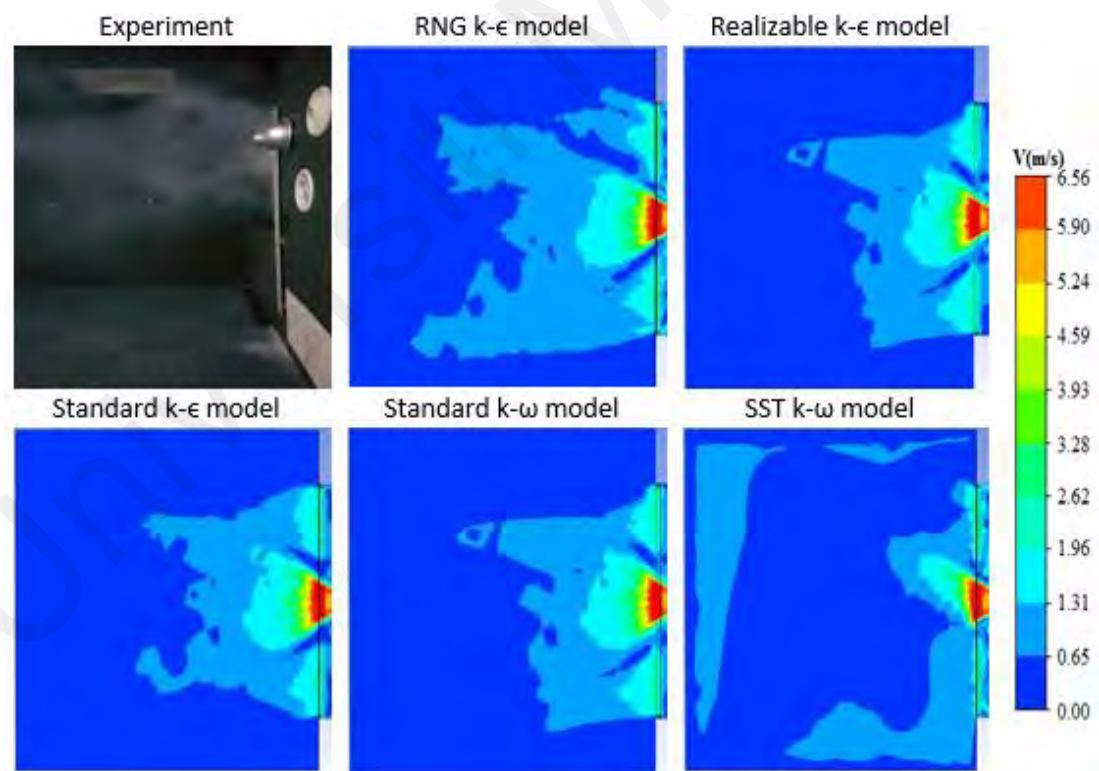 Experiment
RNG k-ϵ model
Realizable k-ϵ model
Standard k-ϵ model
Standard k-ω model
SST k-ω model
V(m/s)
6.56
5.90
5.24
4.59
3.93
3.28
2.62
1.96
1.31
0.65
0.00